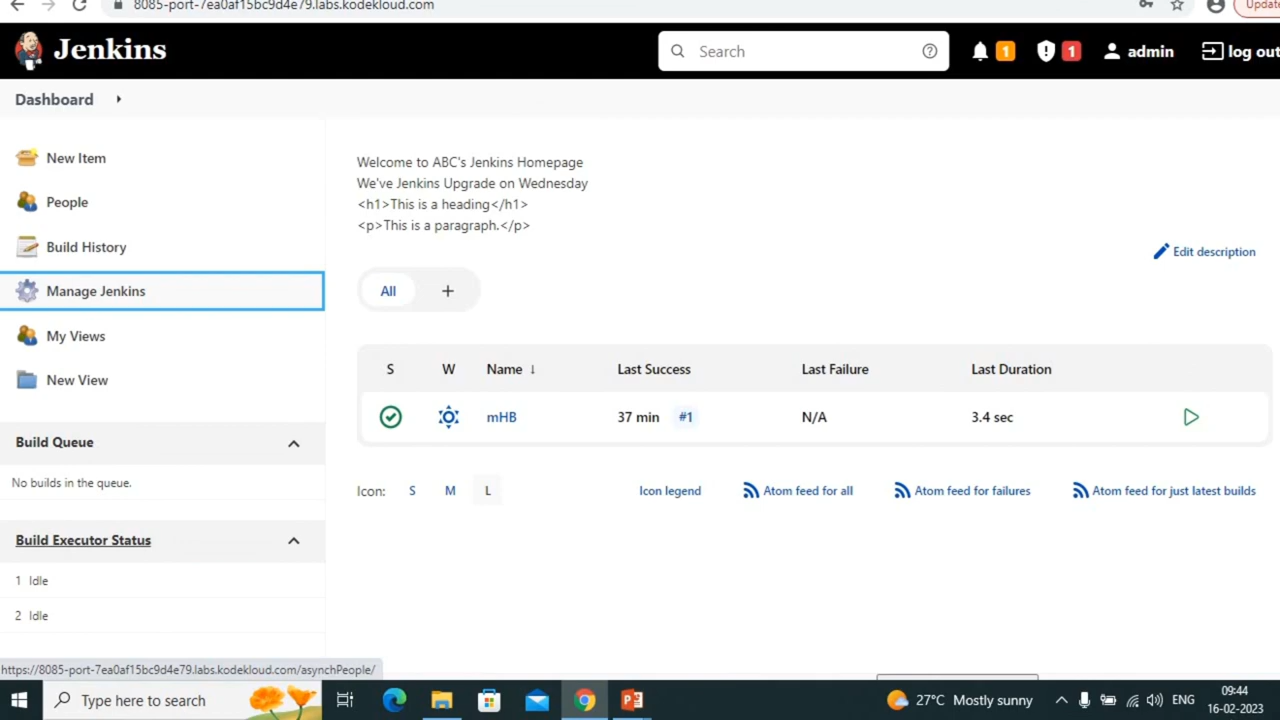 8085-port-7ea0af15bc9d4e79.labs.kodekloud.com
Update
Jenkins
Search
1
1
admin
log out
Dashboard
New Item
People
Build History
Manage Jenkins
My Views
New View
Build Queue
No builds in the queue.
Build Executor Status
1 Idle
2 Idle
Welcome to ABC's Jenkins Homepage
We've Jenkins Upgrade on Wednesday
<h1>This is a heading</h1>
<p>This is a paragraph.</p>
Edit description
All +
S W Name ↓ Last Success Last Failure Last Duration
mHB 37 min #1 N/A 3.4 sec
Icon: S M L Icon legend Atom feed for all Atom feed for failures Atom feed for just latest builds
https://8085-port-7ea0af15bc9d4e79.labs.kodekloud.com/asynchPeople/
Type here to search
27°C Mostly sunny
ENG
09:44
16-02-2023